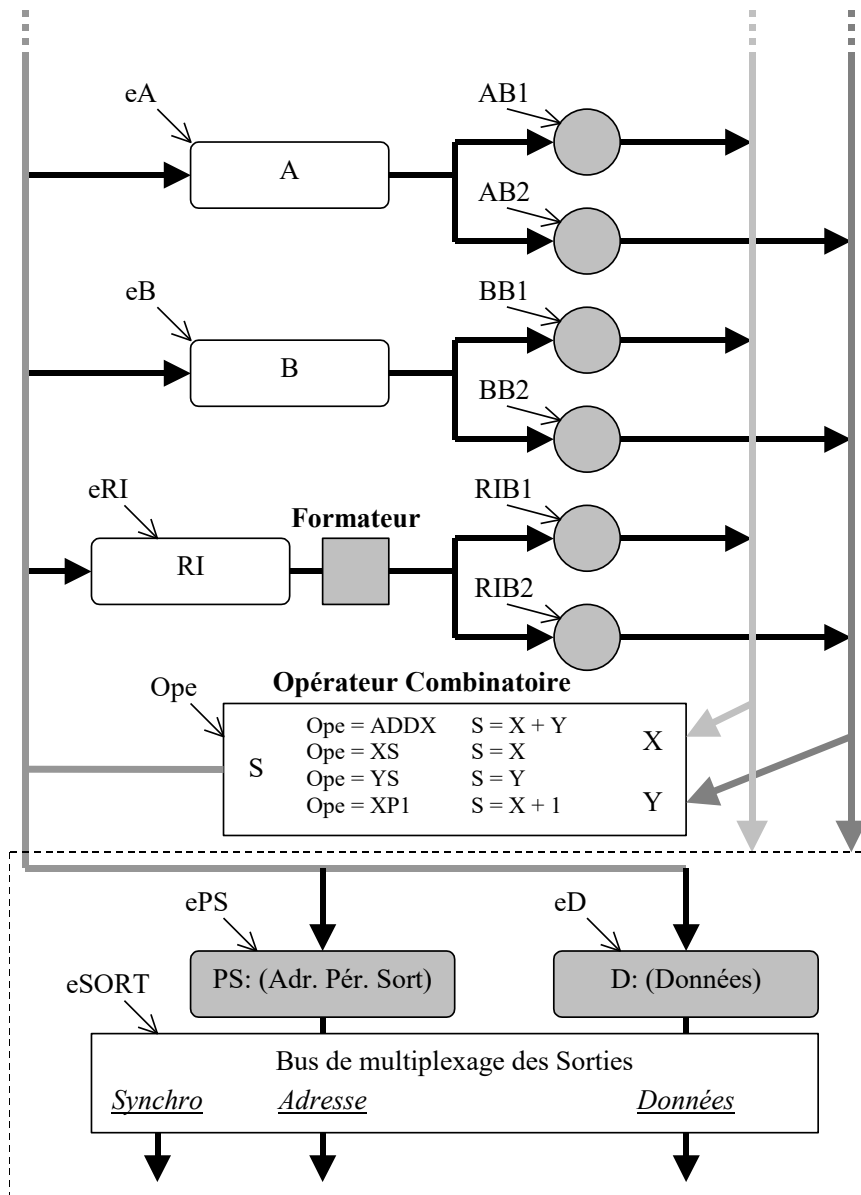 eA
AB1
A
AB2
eB
BB1
B
BB2
eRI
Formateur
RIB1
RI
RIB2
Ope
Opérateur Combinatoire
Ope = ADDX S = X + Y
Ope = XS S = X
Ope = YS S = Y
Ope = XP1 S = X + 1
S
X
Y
ePS
eD
PS: (Adr. Pér. Sort)
D: (Données)
eSORT
Bus de multiplexage des Sorties
Synchro Adresse Données